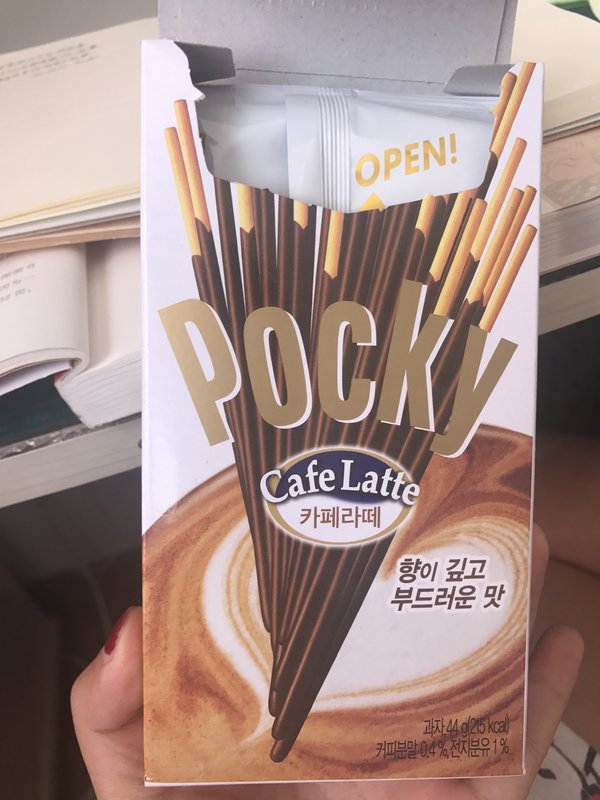 OPEN!
POCKY
Cafe Latte
카페라떼
향이 깊고
부드러운 맛
과자, 44 g(215 kcal)
커피분말 0.4 %, 전지분유 1 %